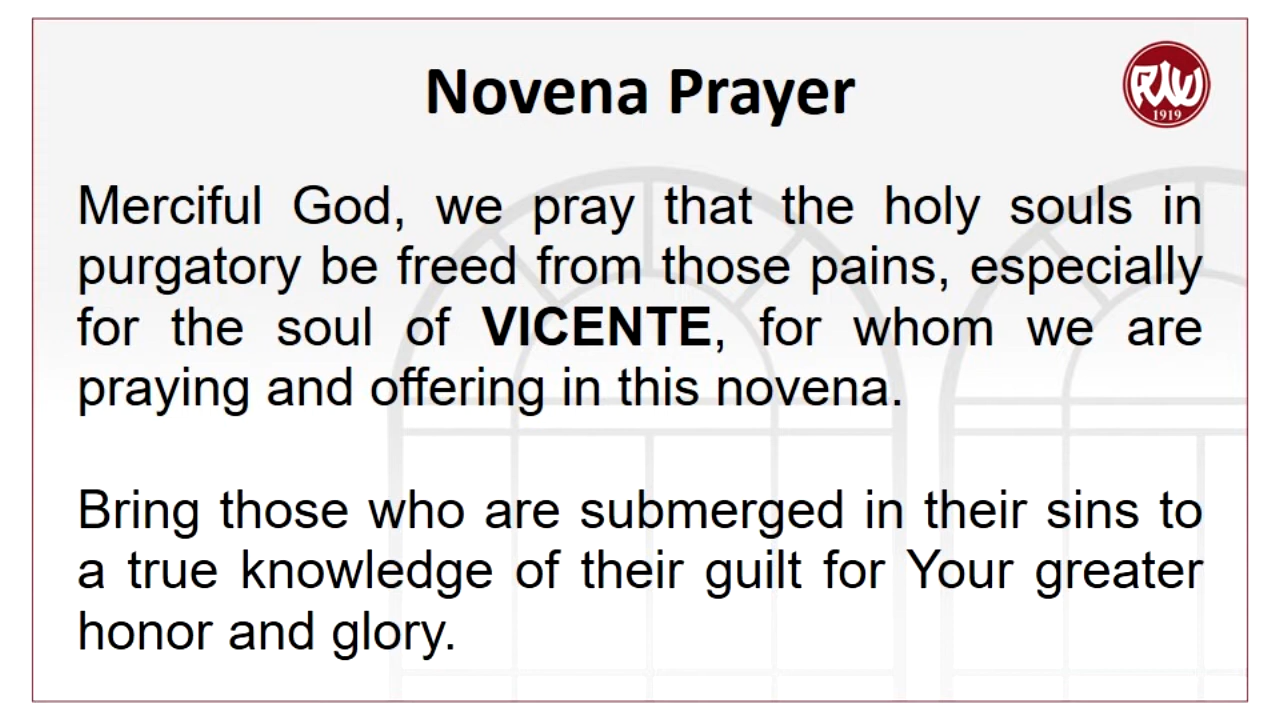 Novena Prayer
RIW
1919
Merciful God, we pray that the holy souls in
purgatory be freed from those pains, especially
for the soul of VICENTE, for whom we are
praying and offering in this novena.
Bring those who are submerged in their sins to
a true knowledge of their guilt for Your greater
honor and glory.